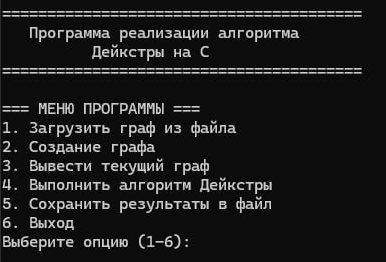 ========================================
Программа реализации алгоритма
Дейкстры на C
========================================
=== МЕНЮ ПРОГРАММЫ ===
1. Загрузить граф из файла
2. Создание графа
3. Вывести текущий граф
4. Выполнить алгоритм Дейкстры
5. Сохранить результаты в файл
6. Выход
Выберите опцию (1-6):